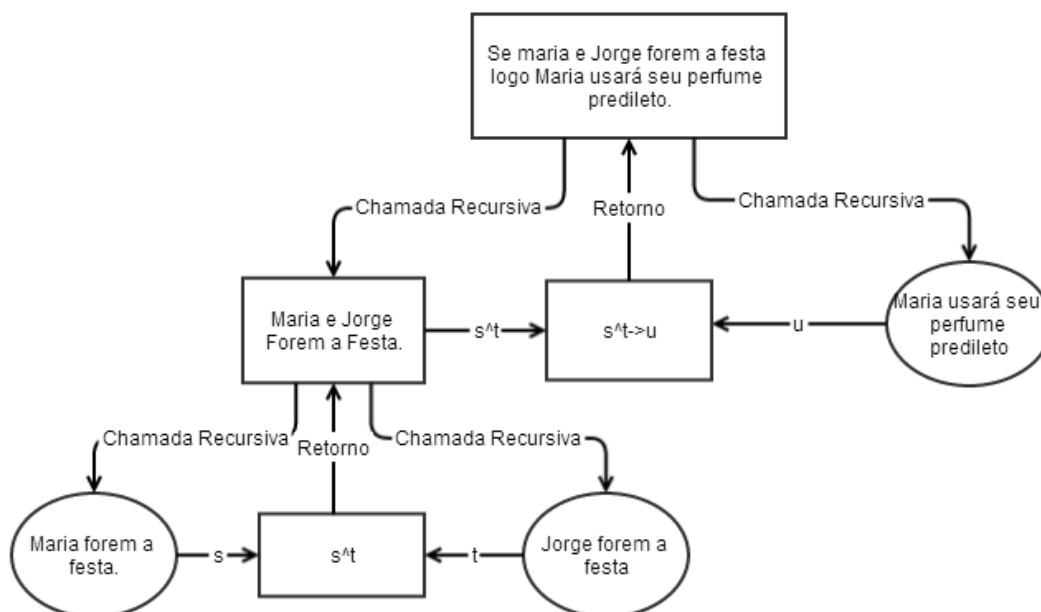 Se maria e Jorge forem a festa
logo Maria usará seu perfume
predileto.
Chamada Recursiva
Retorno
Chamada Recursiva
Maria e Jorge
Forem a Festa.
s^t
s^t->u
u
Maria usará seu
perfume
predileto
Chamada Recursiva
Retorno
Chamada Recursiva
Maria forem a
festa.
s
s^t
t
Jorge forem a
festa